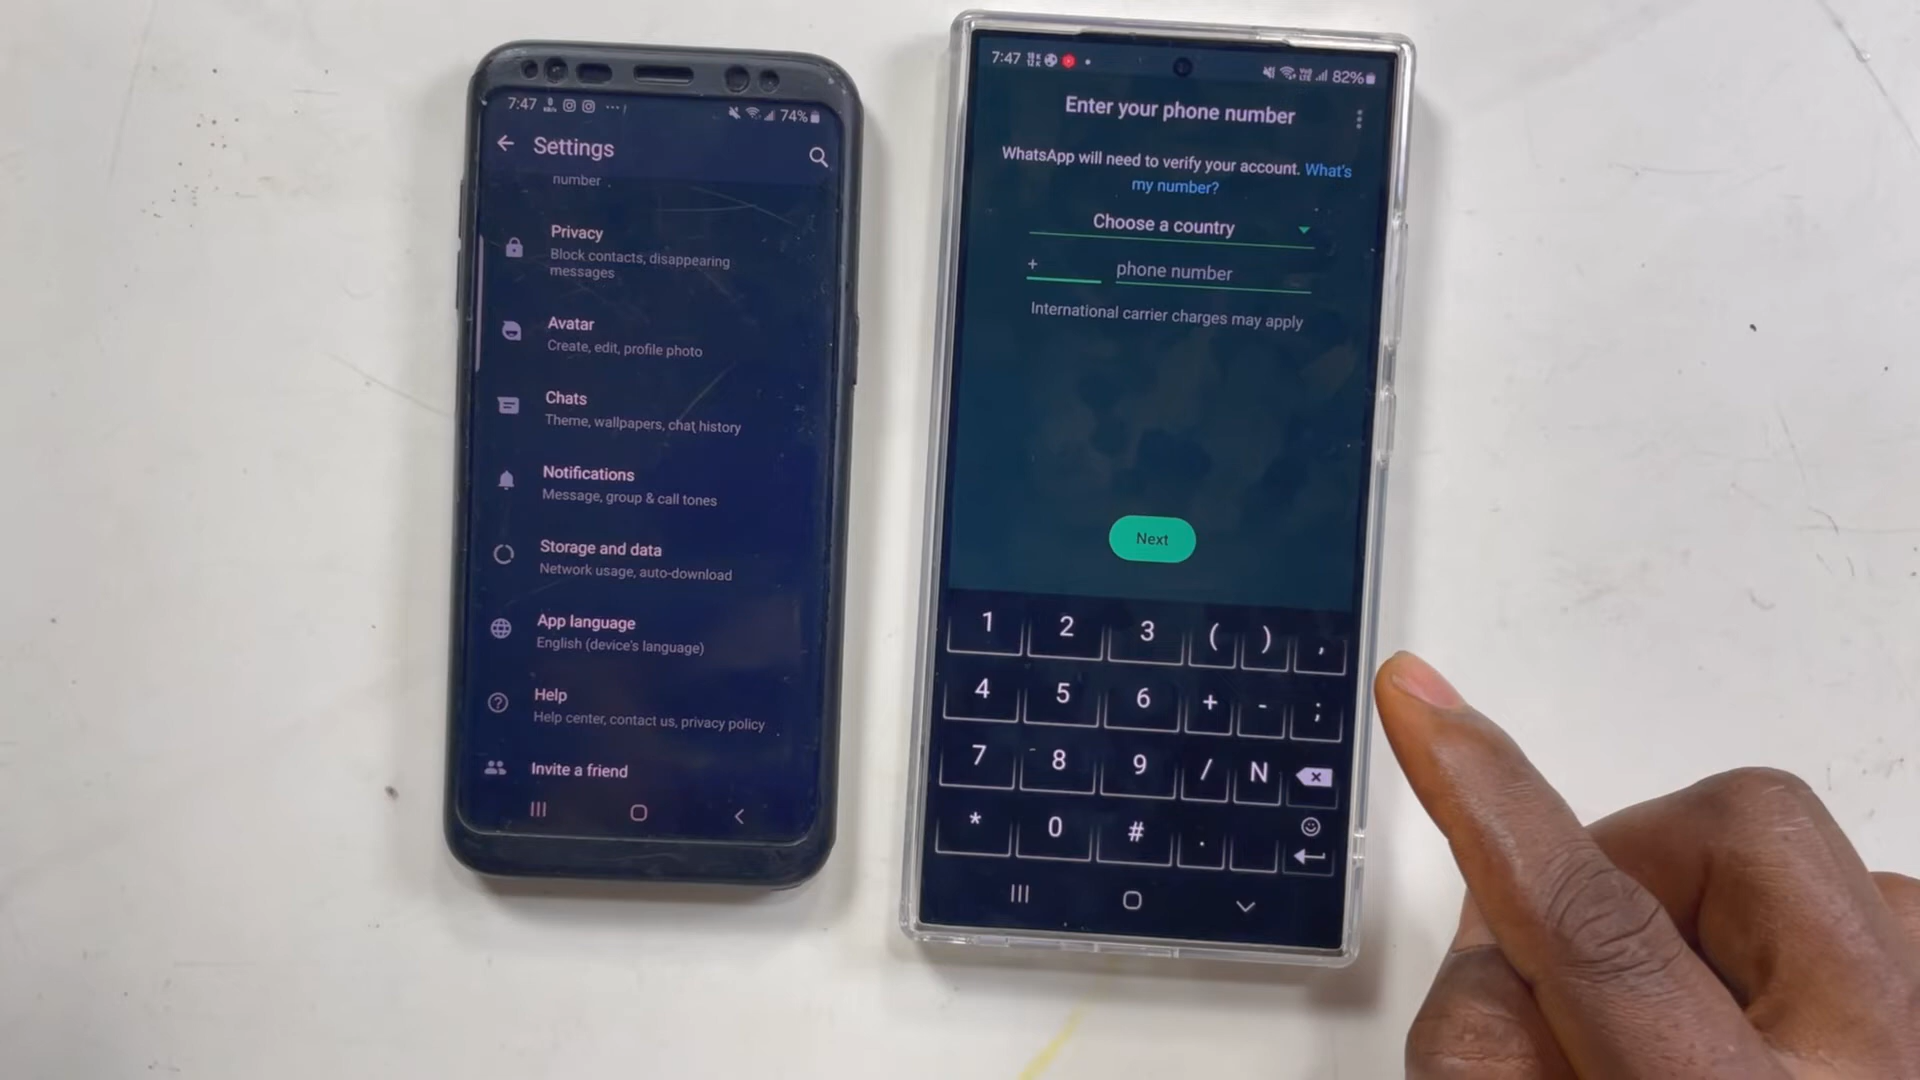 7:47
74%
Settings
number
Privacy
Block contacts, disappearing
messages
Avatar
Create, edit, profile photo
Chats
Theme, wallpapers, chat history
Notifications
Message, group & call tones
Storage and data
Network usage, auto-download
App language
English (device's language)
Help
Help center, contact us, privacy policy
Invite a friend
7:47
82%
Enter your phone number
WhatsApp will need to verify your account. What's
my number?
Choose a country
+ phone number
International carrier charges may apply
Next
1 2 3 ( ) ,
4 5 6 + - ;
7 8 9 / N
* 0 # .